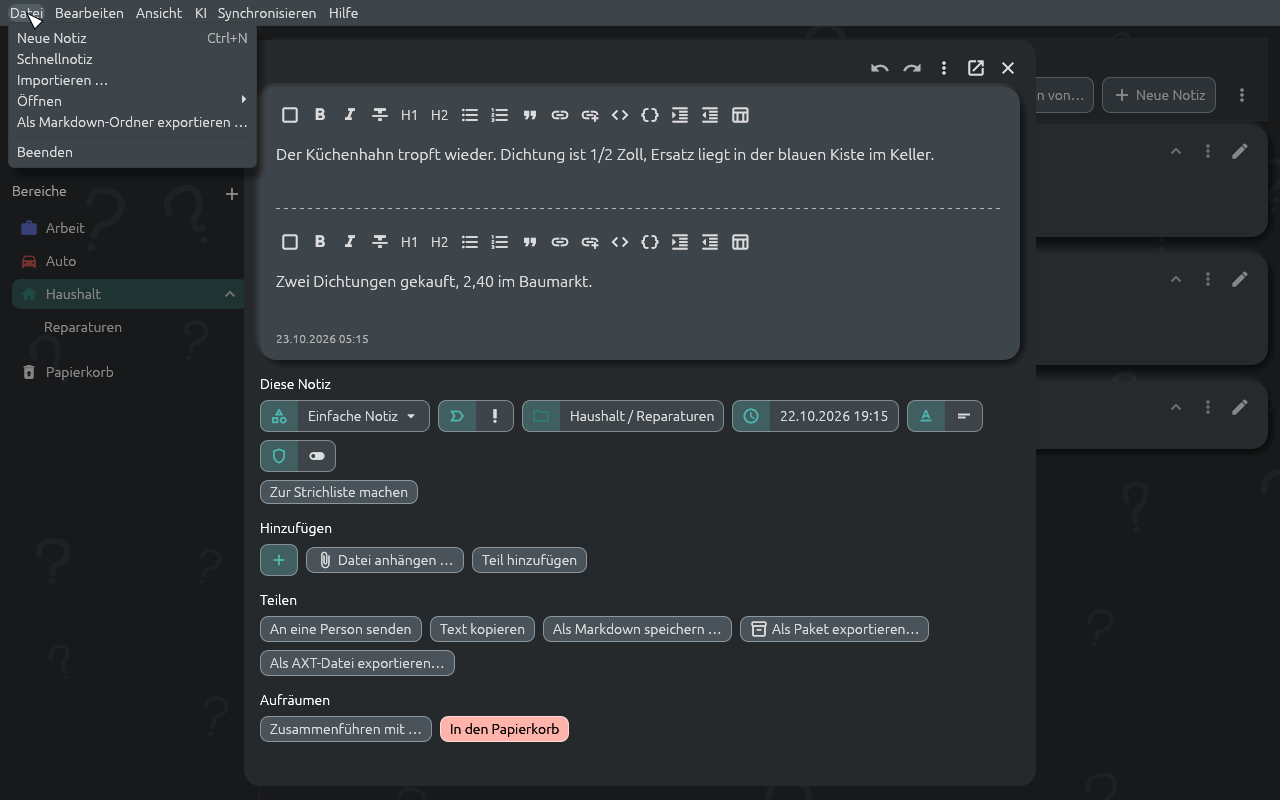 Datei Bearbeiten Ansicht KI Synchronisieren Hilfe
Neue Notiz Ctrl+N
Schnellnotiz
Importieren …
Öffnen
Als Markdown-Ordner exportieren …
Beenden
Bereiche
Arbeit
Auto
Haushalt
Reparaturen
Papierkorb
n von…
Neue Notiz
B I H1 H2
Der Küchenhahn tropft wieder. Dichtung ist 1/2 Zoll, Ersatz liegt in der blauen Kiste im Keller.
B I H1 H2
Zwei Dichtungen gekauft, 2,40 im Baumarkt.
23.10.2026 05:15
Diese Notiz
Einfache Notiz
Haushalt / Reparaturen
22.10.2026 19:15
Zur Strichliste machen
Hinzufügen
Datei anhängen …
Teil hinzufügen
Teilen
An eine Person senden
Text kopieren
Als Markdown speichern …
Als Paket exportieren…
Als AXT-Datei exportieren…
Aufräumen
Zusammenführen mit …
In den Papierkorb